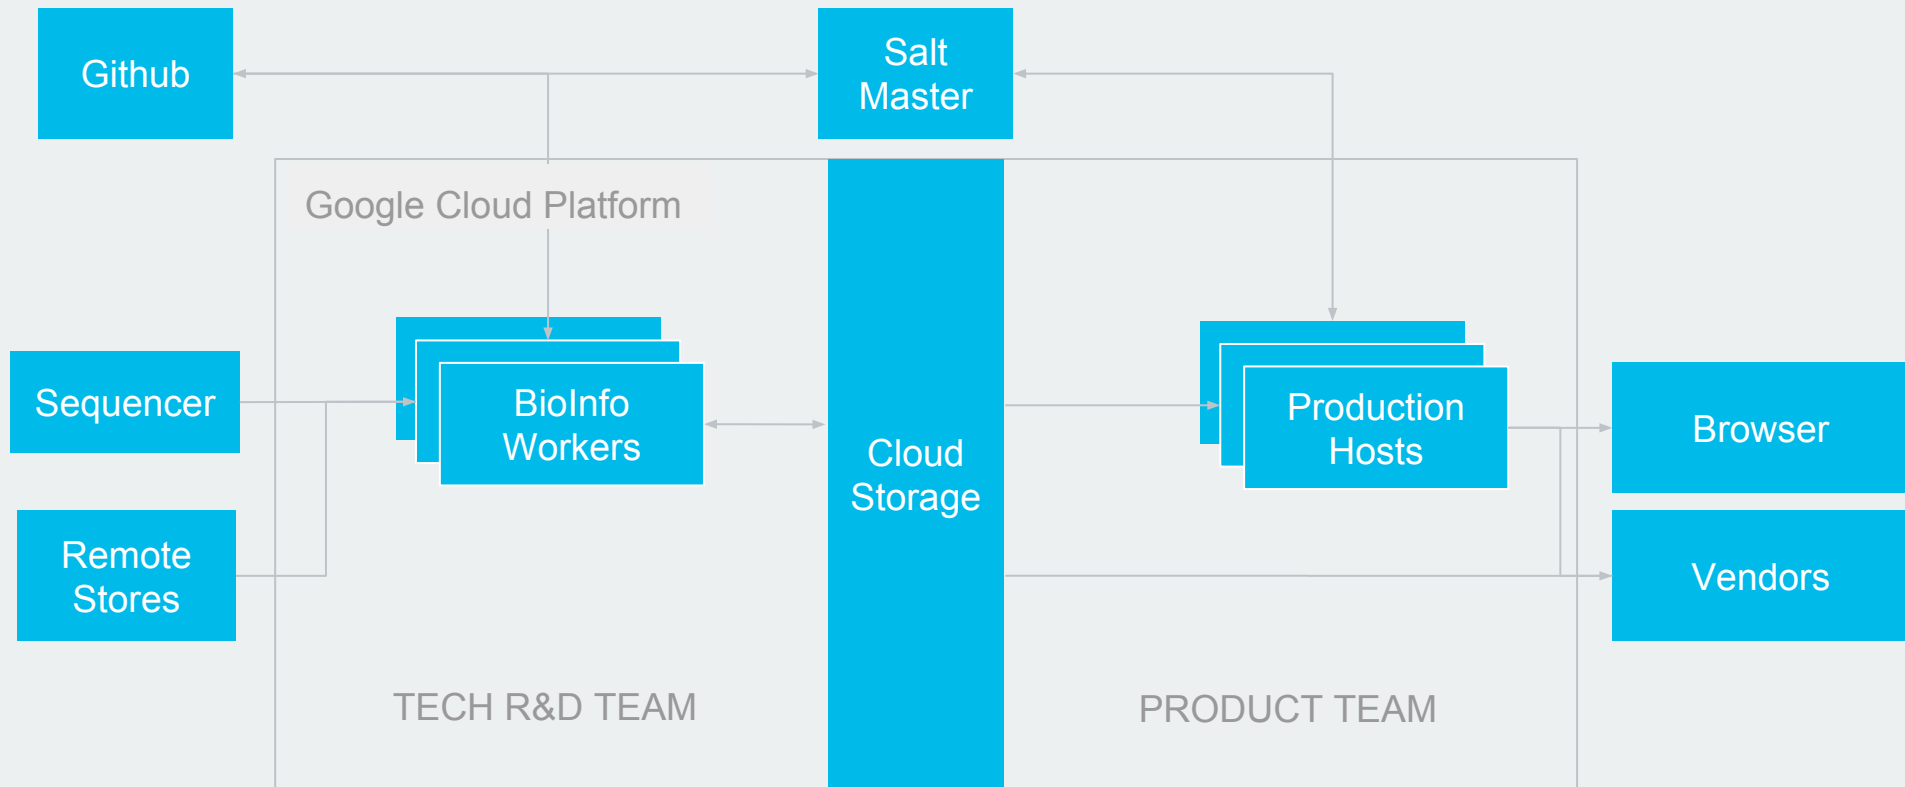 Github
Salt
Master
Google Cloud Platform
Sequencer
BioInfo
Workers
Cloud
Storage
Production
Hosts
Browser
Remote
Stores
Vendors
TECH R&D TEAM
PRODUCT TEAM